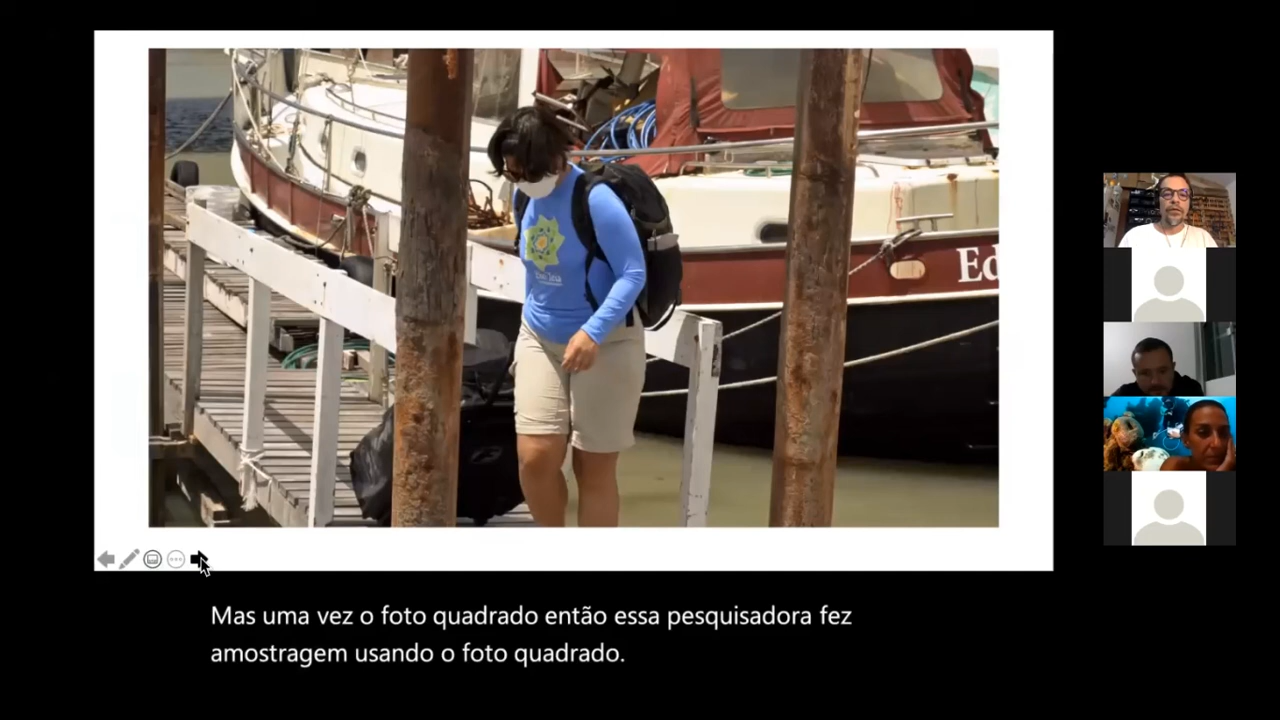 Ed
Mas uma vez o foto quadrado então essa pesquisadora fez
amostragem usando o foto quadrado.